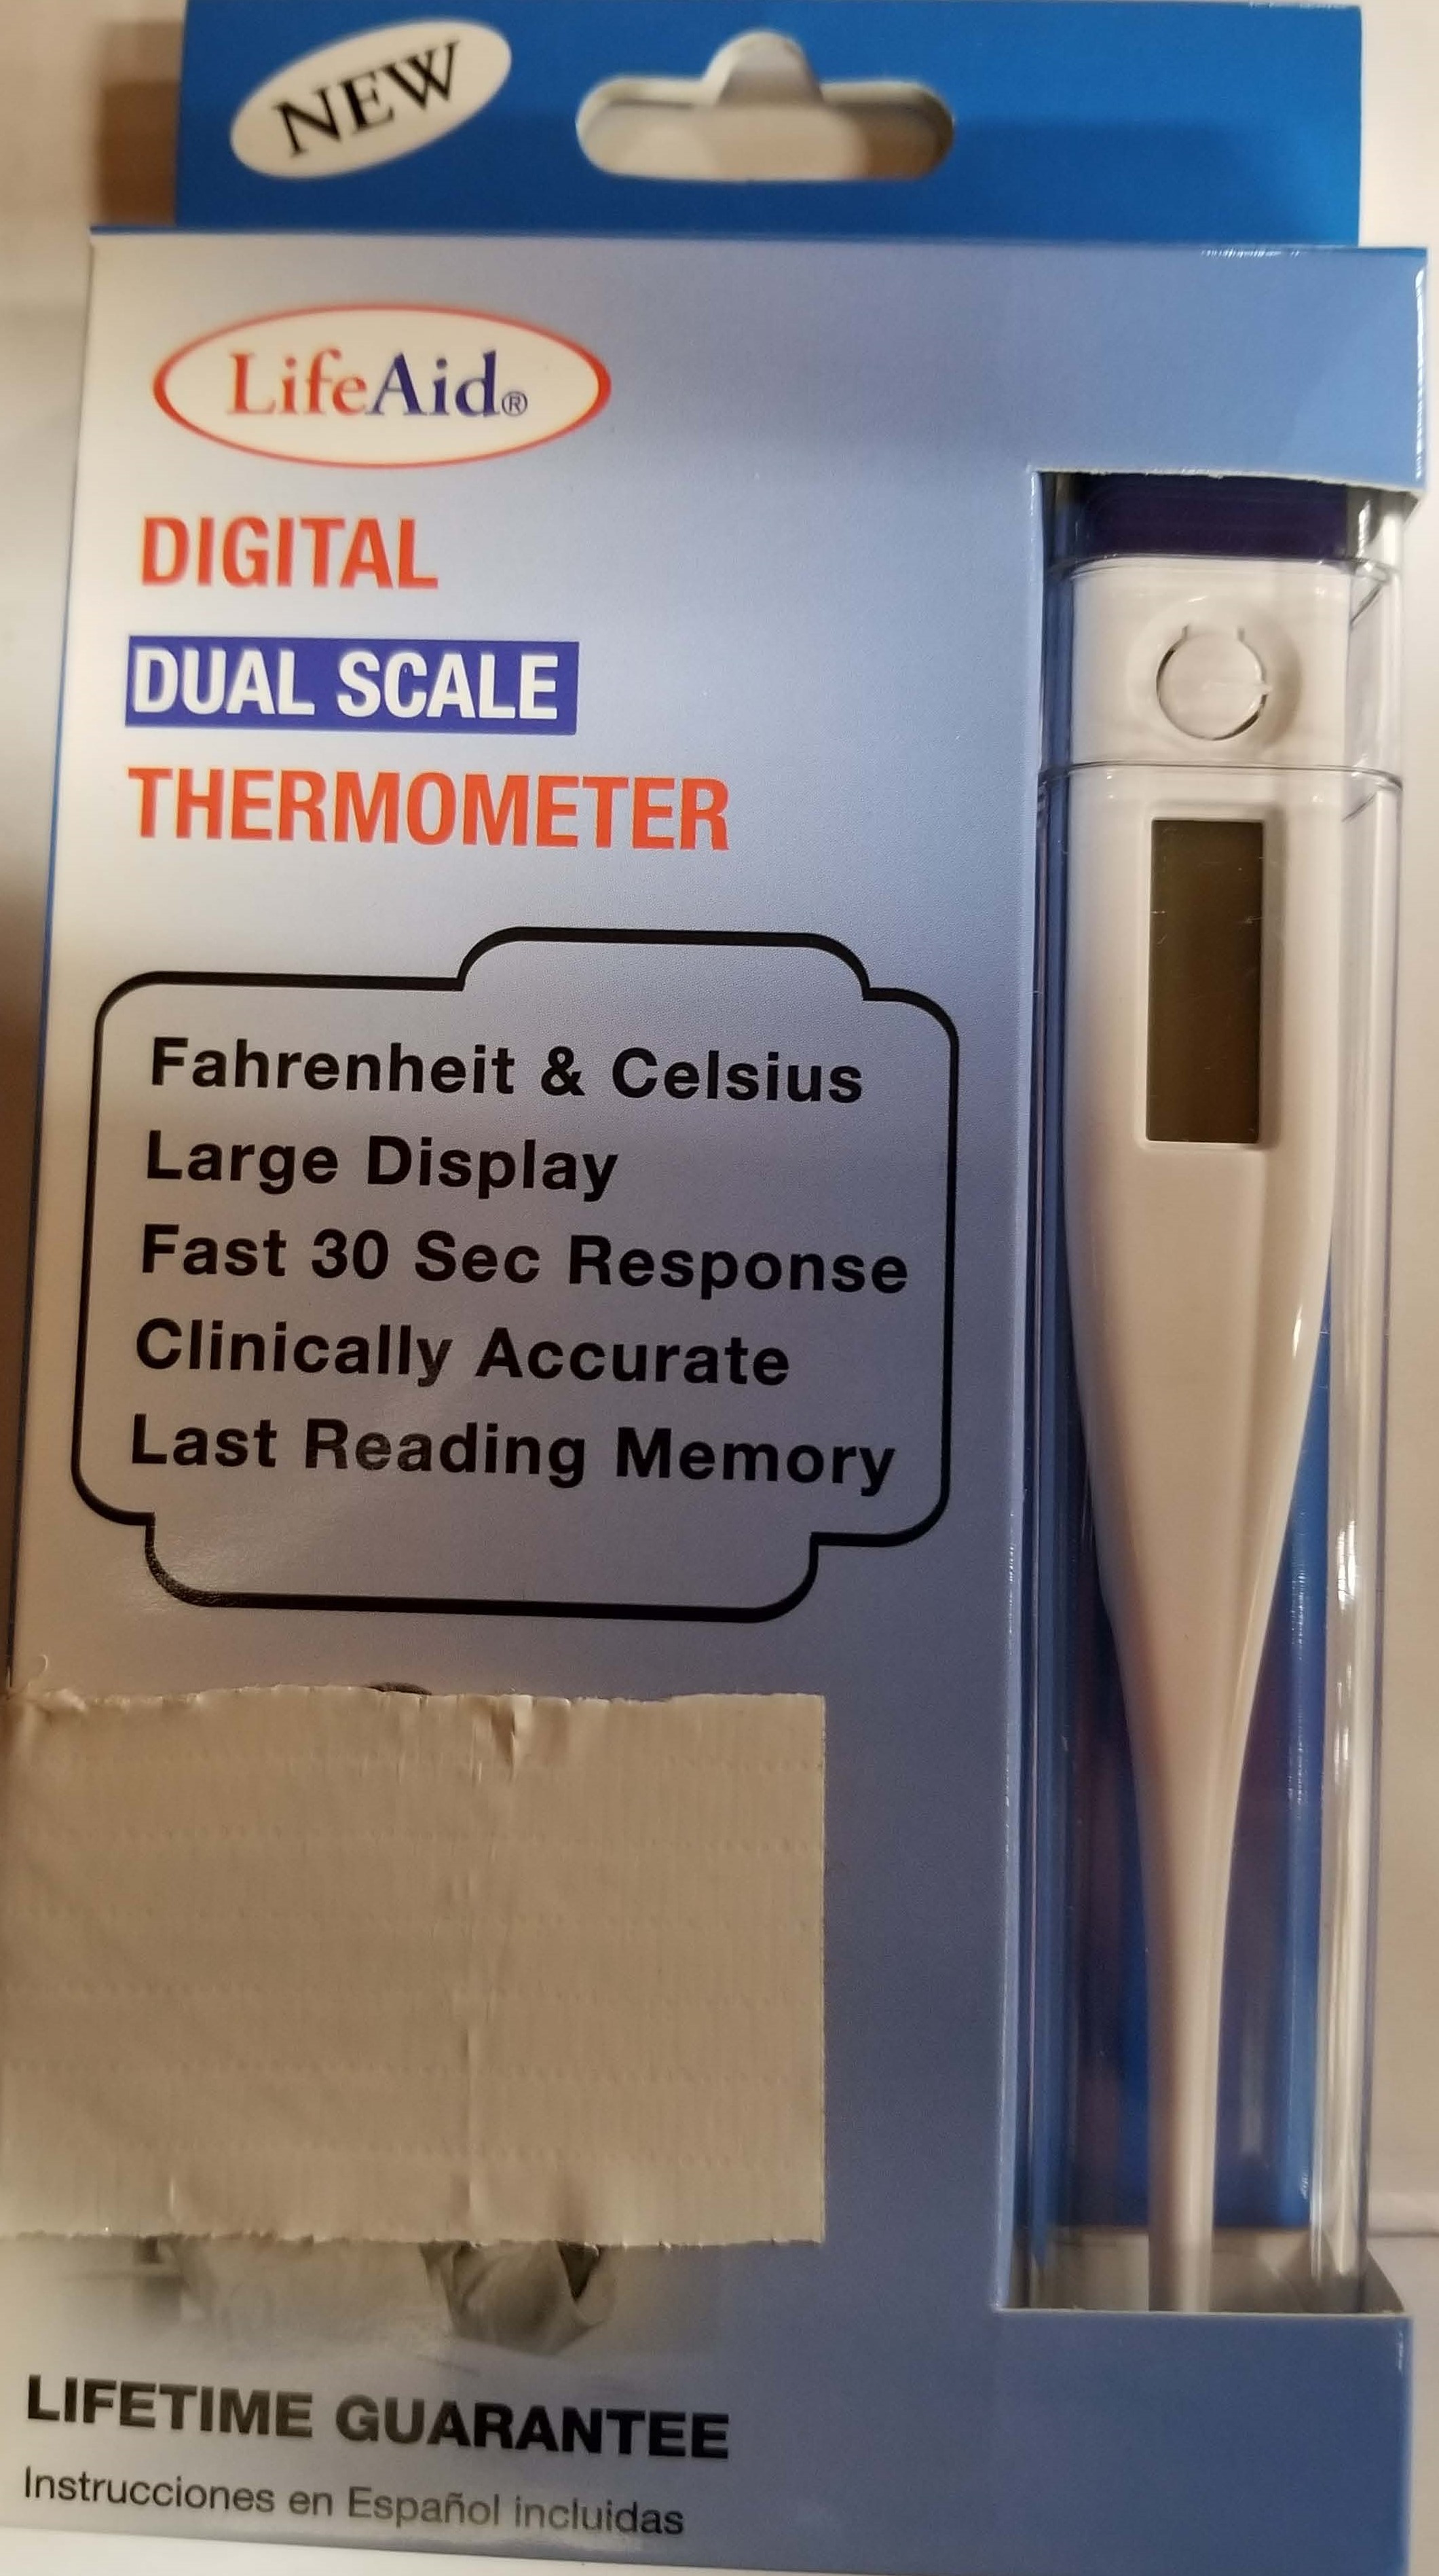 NEW
LifeAid®
DIGITAL
DUAL SCALE
THERMOMETER
Fahrenheit & Celsius
Large Display
Fast 30 Sec Response
Clinically Accurate
Last Reading Memory
LIFETIME GUARANTEE
Instrucciones en Español incluidas